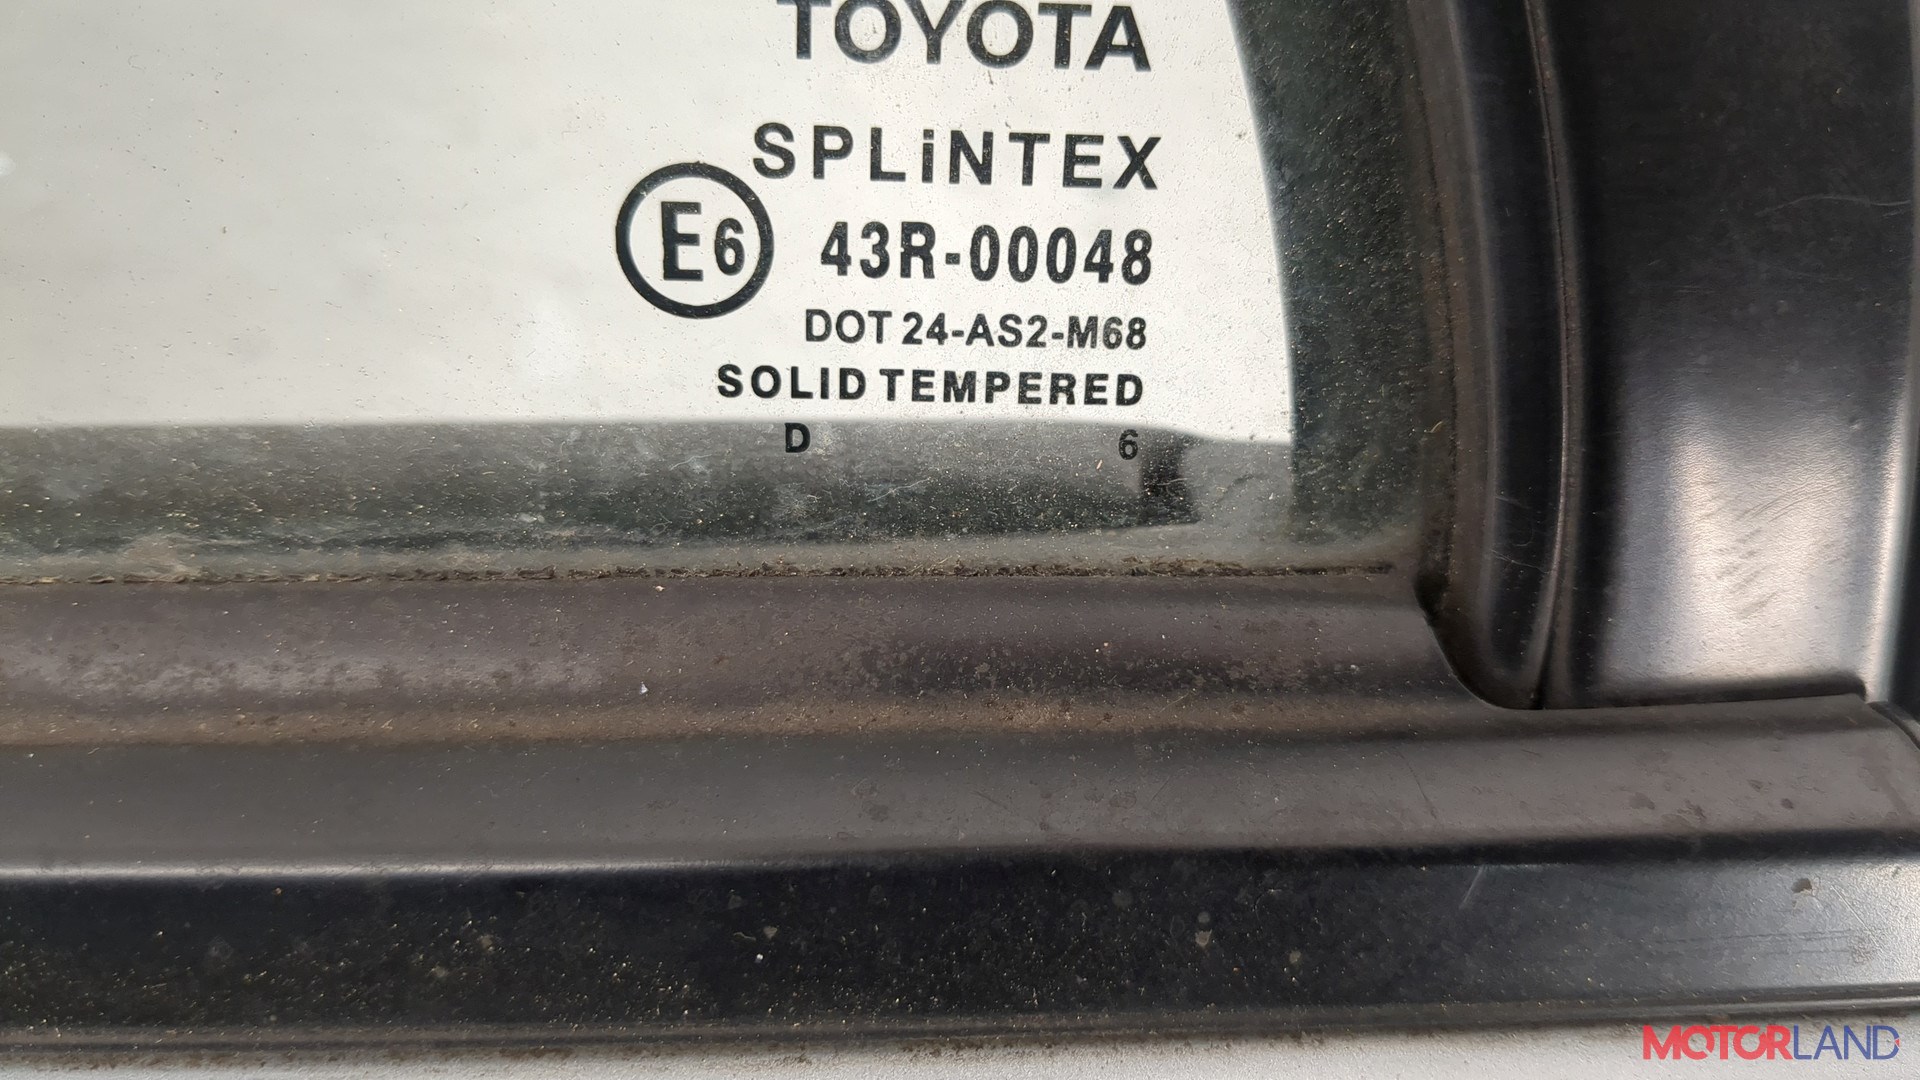 TOYOTA
SPLiNTEX
E6 43R-00048
DOT 24-AS2-M68
SOLID TEMPERED
D 6
MOTORLAND